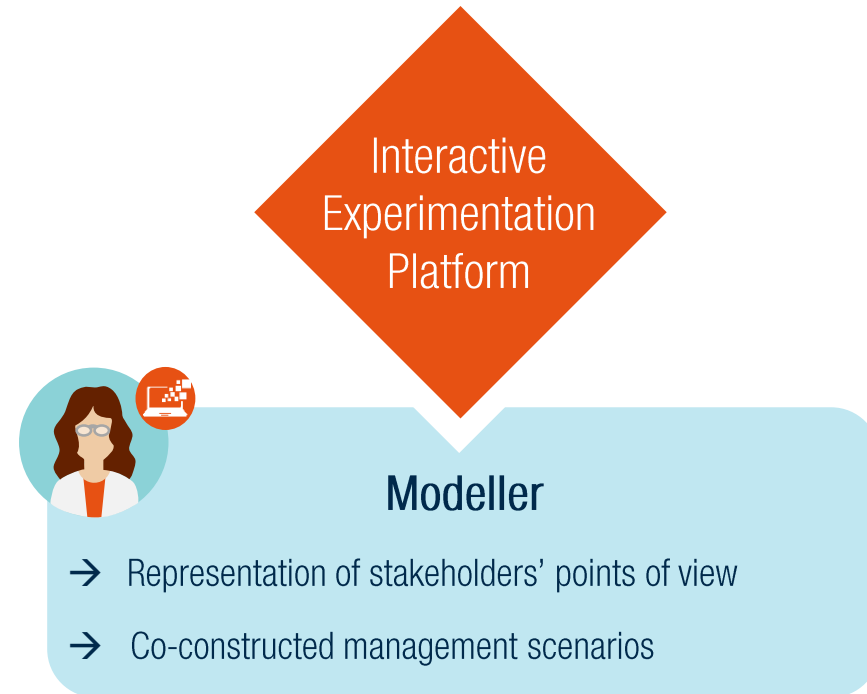 Interactive
Experimentation
Platform
Modeller
→ Representation of stakeholders’ points of view
→ Co-constructed management scenarios